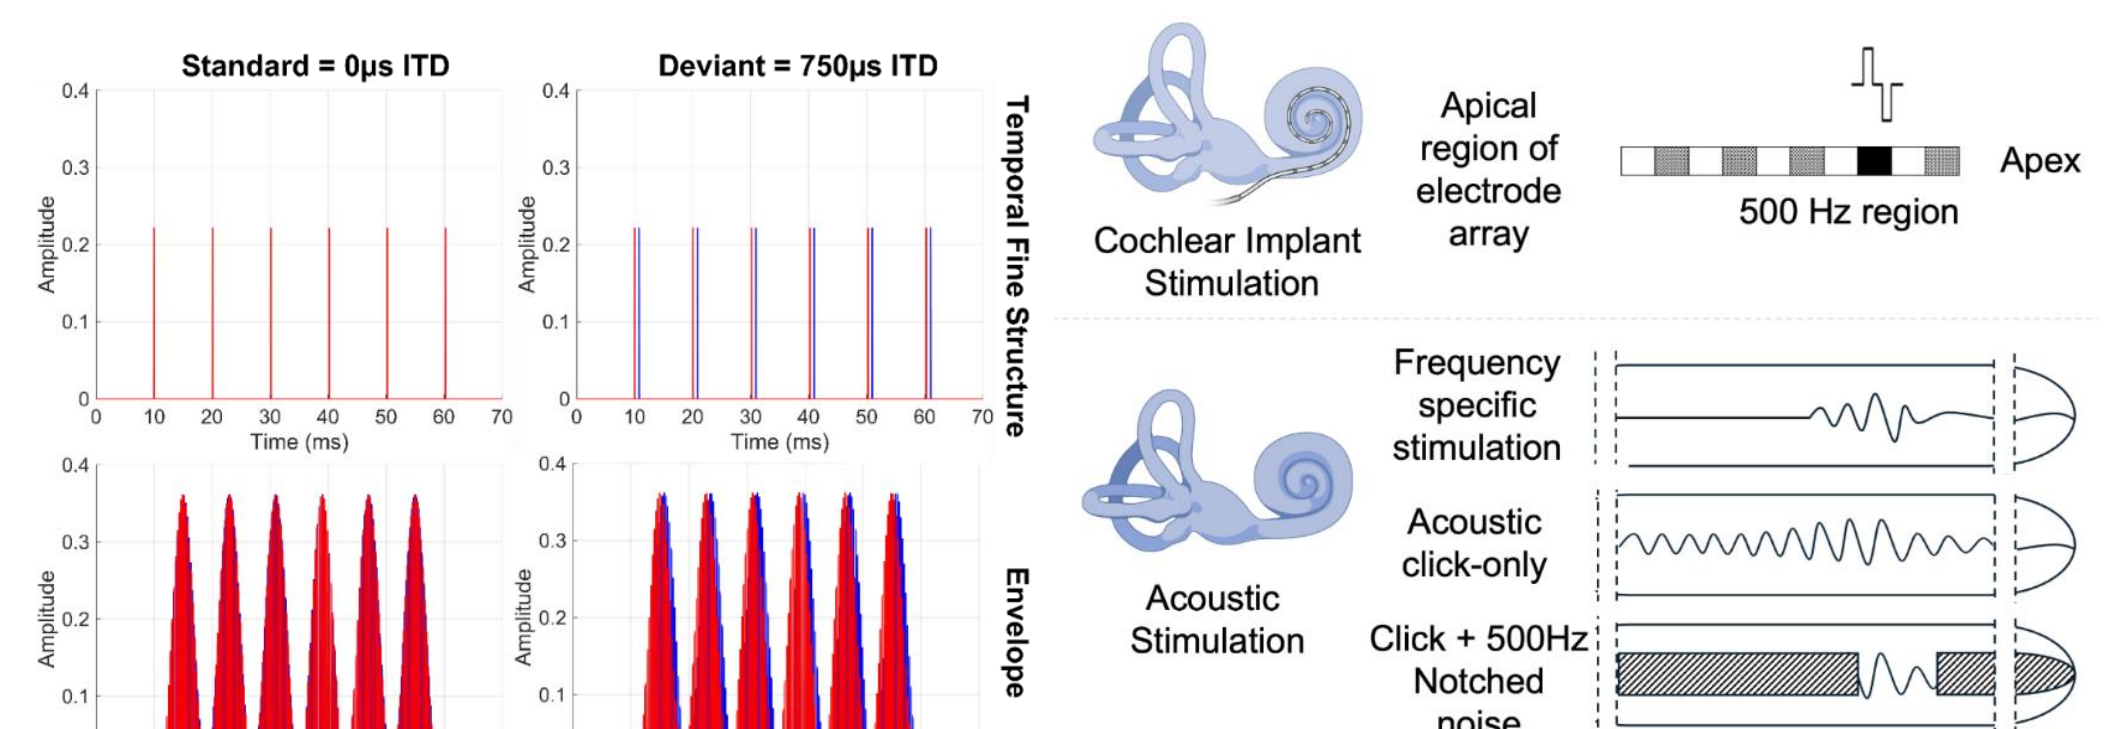 Standard = 0µs ITD
0.4
0.3
0.2
0.1
0
Amplitude
0 10 20 30 40 50 60 70
Time (ms)
Deviant = 750µs ITD
0.4
0.3
0.2
0.1
0
Amplitude
0 10 20 30 40 50 60 70
Time (ms)
Temporal Fine Structure
0.4
0.3
0.2
0.1
Amplitude
0.4
0.3
0.2
0.1
Amplitude
Envelope
Cochlear Implant
Stimulation
Apical
region of
electrode
array
Apex
500 Hz region
Acoustic
Stimulation
Frequency
specific
stimulation
Acoustic
click-only
Click + 500Hz
Notched
noise